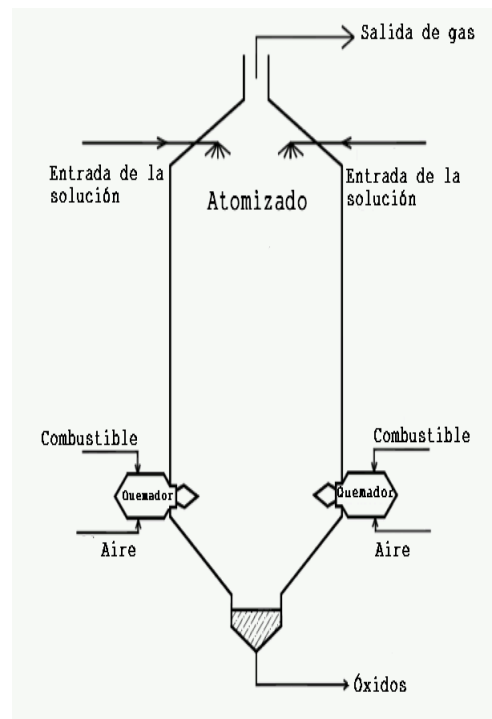 Salida de gas
Entrada de la
solución
Entrada de la
solución
Atomizado
Combustible
Combustible
Quemador
Quemador
Aire
Aire
Óxidos